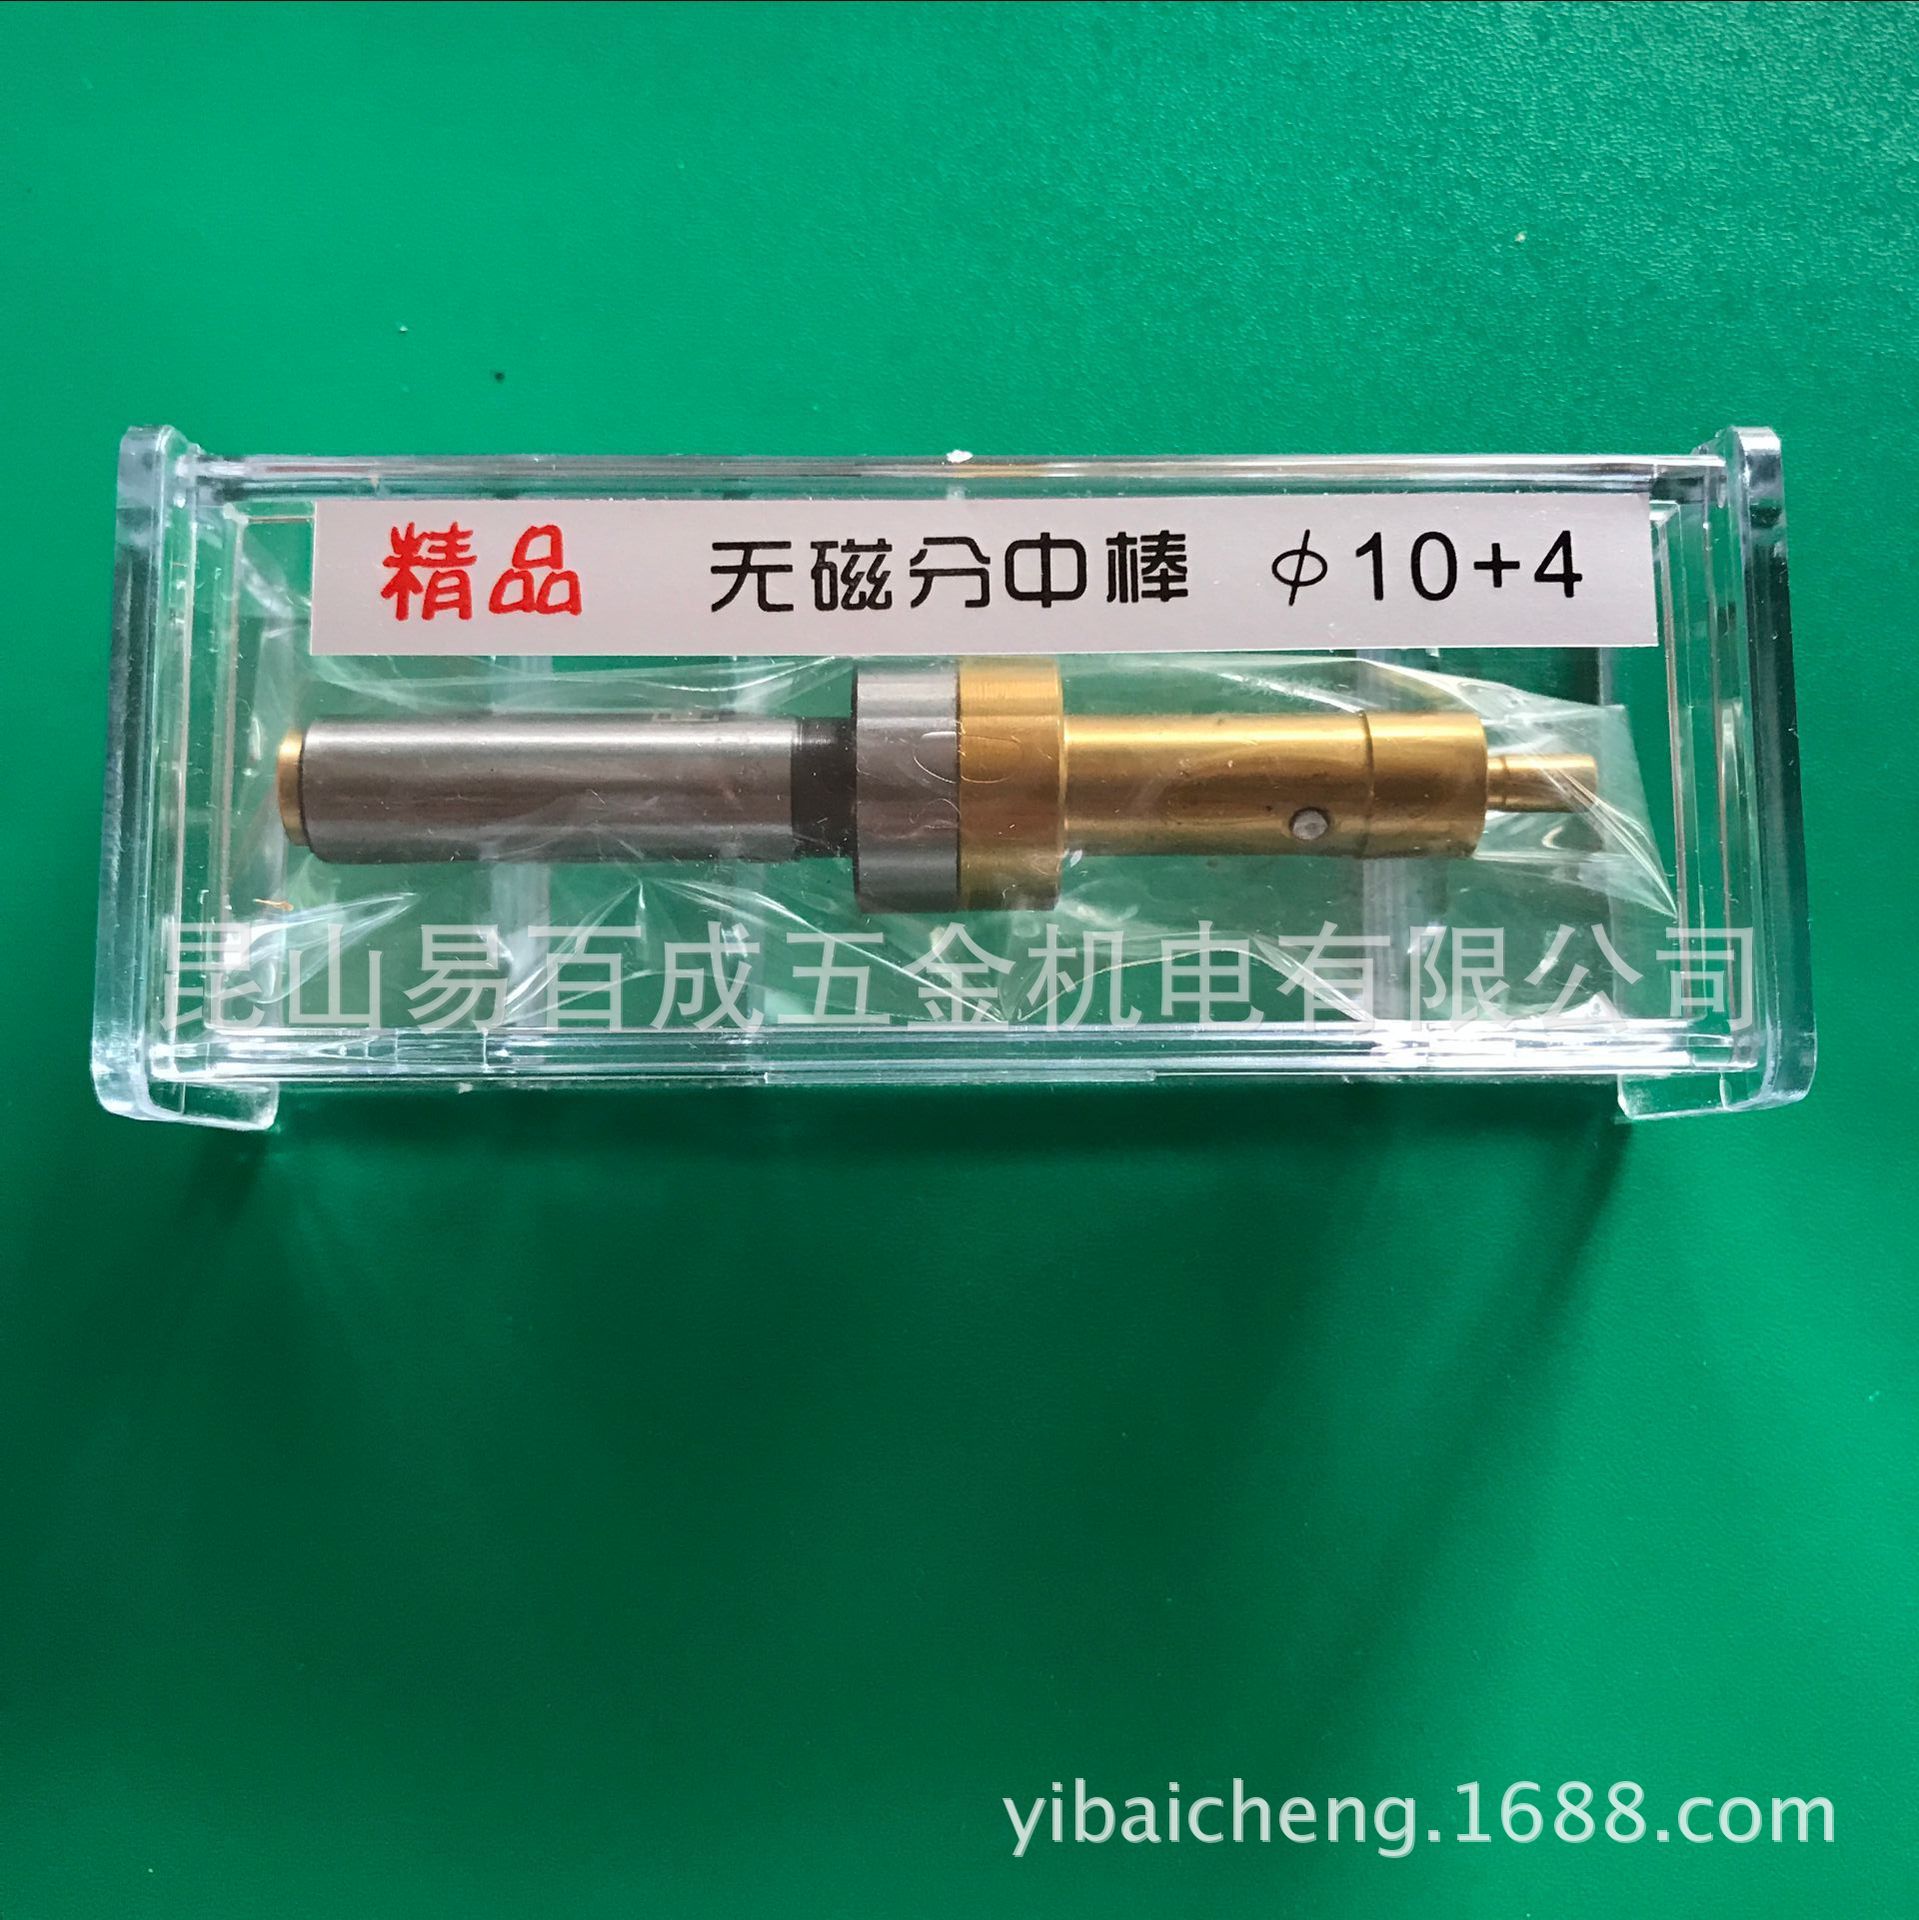 精品 无磁分中棒 φ10+4
昆山易百成五金机电有限公司
yibaicheng.1688.com